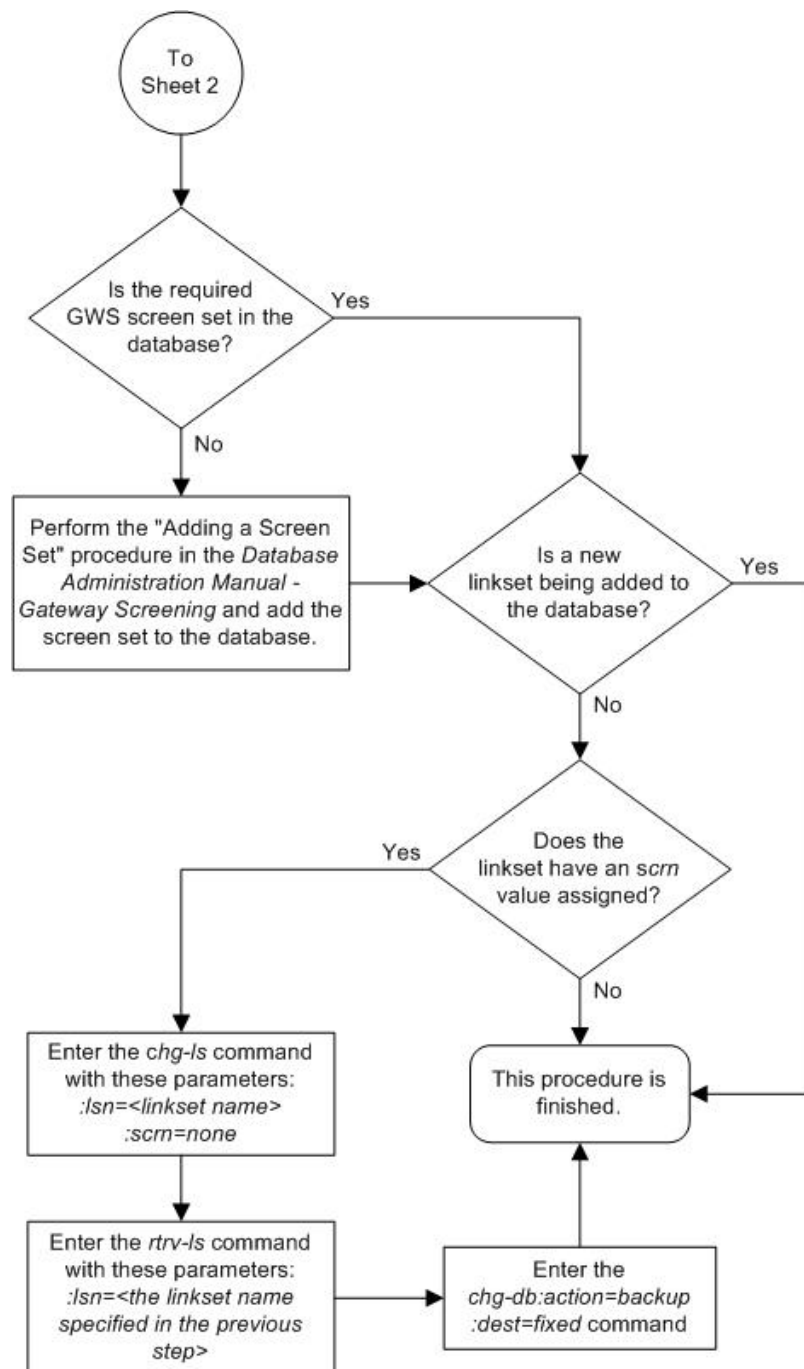 To
Sheet 2
Is the required
GWS screen set in the
database?
Yes
No
Perform the "Adding a Screen
Set" procedure in the Database
Administration Manual -
Gateway Screening and add the
screen set to the database.
Is a new
linkset being added to
the database?
Yes
No
Does the
linkset have an scrn
value assigned?
Yes
No
Enter the chg-ls command
with these parameters:
:lsn=<linkset name>
:scrn=none
This procedure is
finished.
Enter the rtrv-ls command
with these parameters:
:lsn=<the linkset name
specified in the previous
step>
Enter the
chg-db:action=backup
:dest=fixed command